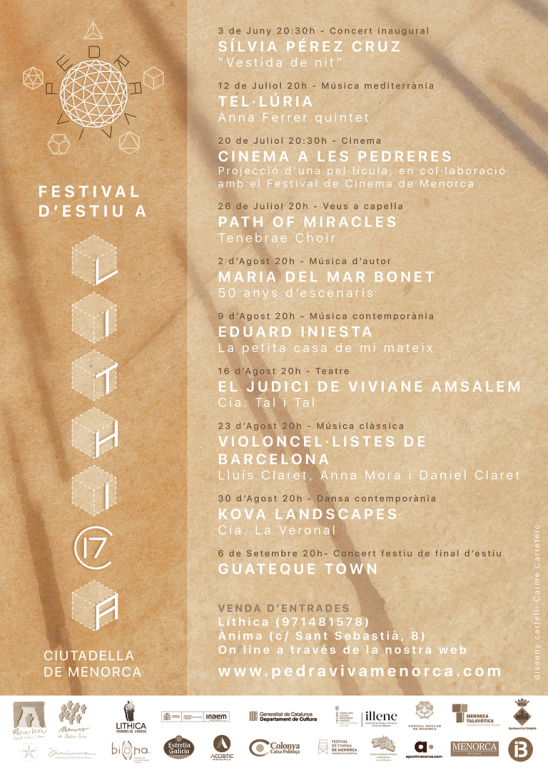 PEDRA VIVA
FESTIVAL
D'ESTIU A
LITHICA
17
CIUTADELLA
DE MENORCA
3 de Juny 20:30h - Concert inaugural
SÍLVIA PÉREZ CRUZ
"Vestida de nit"
12 de Juliol 20h - Música mediterrània
TEL·LÚRIA
Anna Ferrer quintet
20 de Juliol 20:30h - Cinema
CINEMA A LES PEDRERES
Projecció d'una pel·lícula, en col·laboració
amb el Festival de Cinema de Menorca
26 de Juliol 20h - Veus a capella
PATH OF MIRACLES
Tenebrae Choir
2 d'Agost 20h - Música d'autor
MARIA DEL MAR BONET
50 anys d'escenaris
9 d'Agost 20h - Música contemporània
EDUARD INIESTA
La petita casa de mi mateix
16 d'Agost 20h - Teatre
EL JUDICI DE VIVIANE AMSALEM
Cia. Tal i Tal
23 d'Agost 20h - Música clàssica
VIOLONCEL·LISTES DE
BARCELONA
Lluís Claret, Anna Mora i Daniel Claret
30 d'Agost 20h - Dansa contemporània
KOVA LANDSCAPES
Cia. La Veronal
6 de Setembre 20h- Concert festiu de final d'estiu
GUATEQUE TOWN
VENDA D'ENTRADES
Líthica (971481578)
Ànima (c/ Sant Sebastià, 8)
On line a través de la nostra web
www.pedravivamenorca.com
disseny cartell: Carme Carretero
LITHICA
inaem
Generalitat de Catalunya
Departament de Cultura
illenc
MENORCA
TALAYÒTICA
biona
Estrella
Galicia
ACUSTIC
MENORCA
Colonya
Caixa Pollença
FESTIVAL
DE CINEMA
DE MENORCA
apuntmenorca.com
MENORCA
iB3